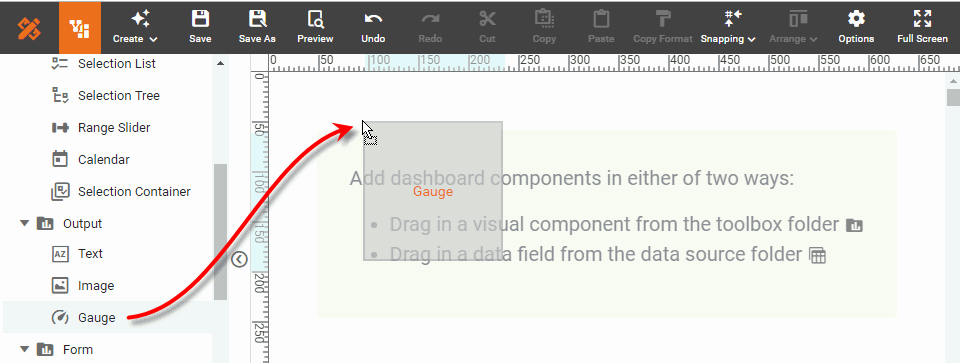 Create
Save
Save As
Preview
Undo
Redo
Cut
Copy
Paste
Copy Format
Snapping
Arrange
Options
Full Screen
0 50 100 150 200 250 300 350 400 450 500 550 600 650
0
50
100
150
200
250
Selection List
Selection Tree
Range Slider
Calendar
Selection Container
Output
AZ Text
Image
Gauge
Form
Add dashboard components in either of two ways:
Gauge
• Drag in a visual component from the toolbox folder
• Drag in a data field from the data source folder